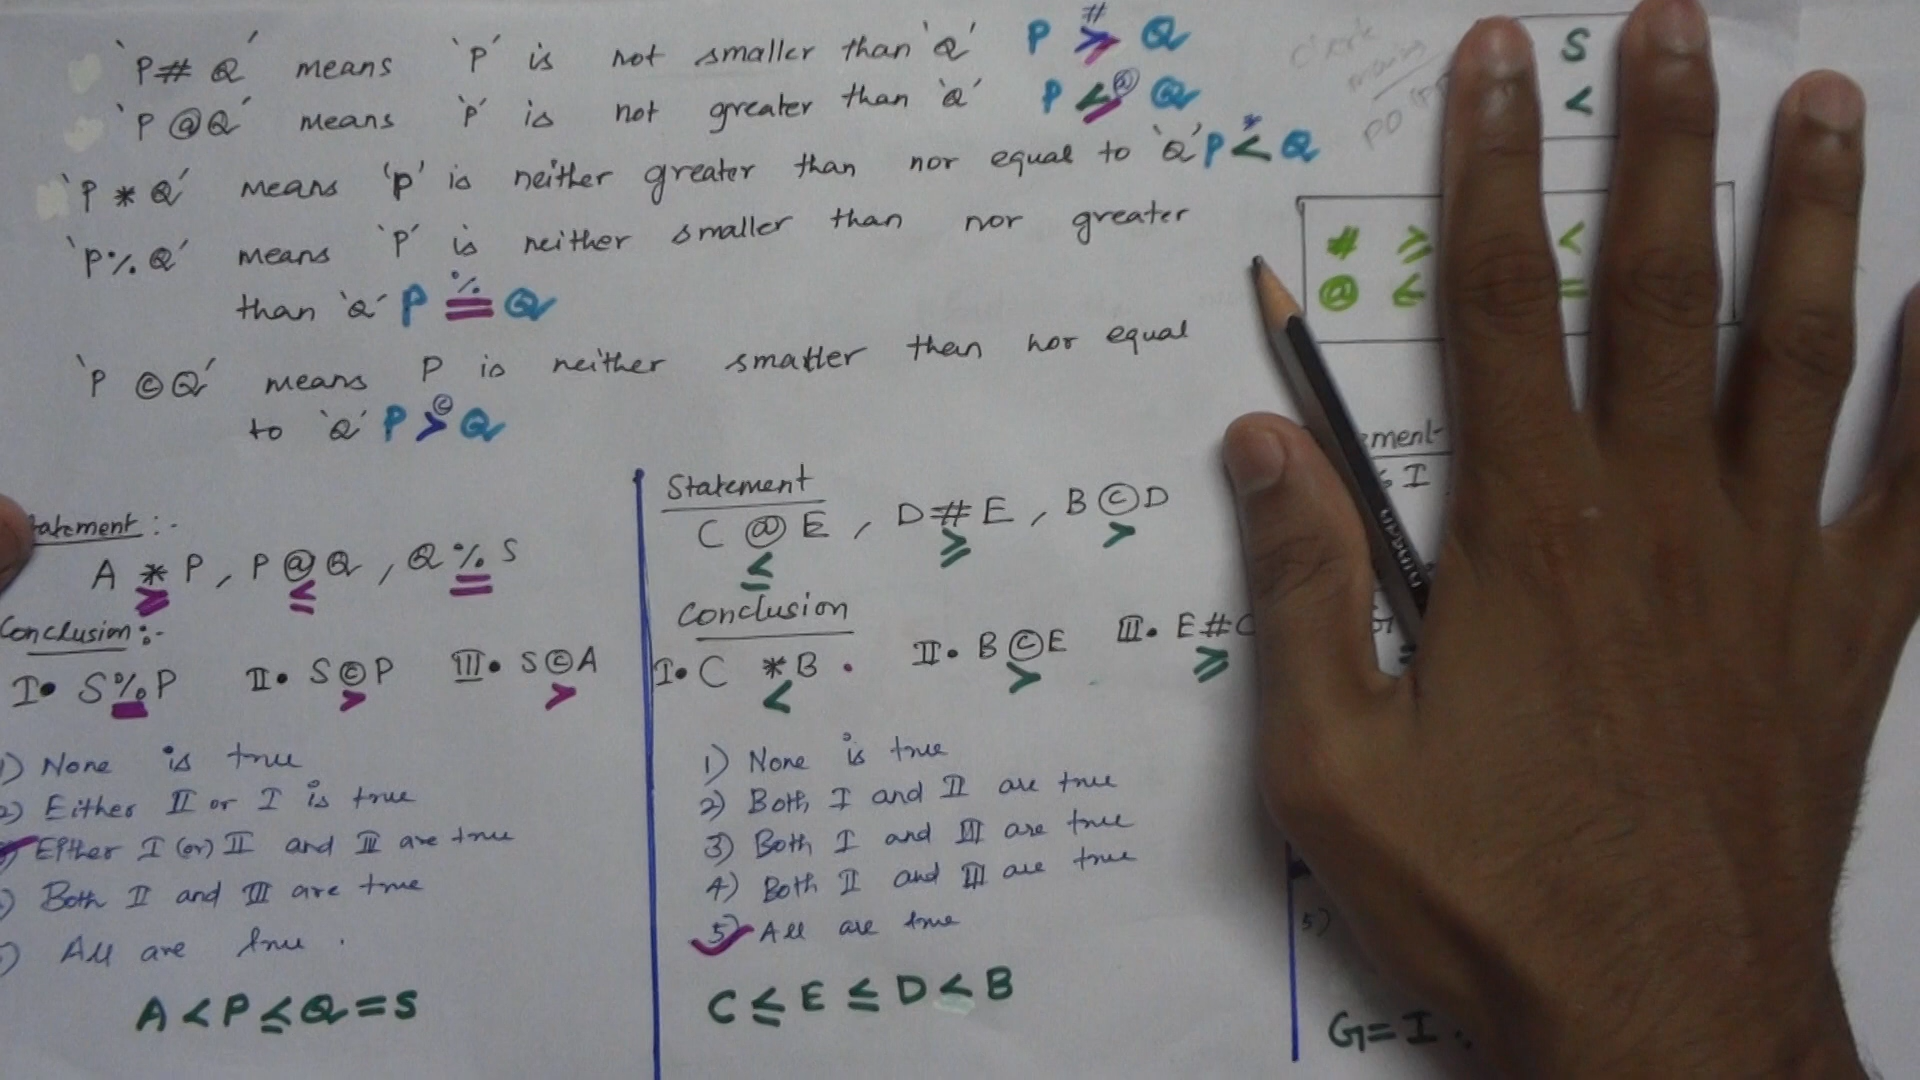 'P # Q' means 'P' is not smaller than 'Q' P ≥ # Q
'P @ Q' means 'P' is not greater than 'Q' P ≤ @ Q
'P * Q' means 'P' is neither greater than nor equal to 'Q' P < * Q
'P % Q' means 'P' is neither smaller than nor greater
than 'Q' P = % Q
'P © Q' means P is neither smaller than nor equal
to 'Q' P > © Q
S
<
# ≥ <
@ ≤ =
atement :-
A * P , P @ Q , Q % S
≥ ≤ =
Conclusion :-
I. S % P II. S © P III. S © A
= > >
1) None is true
2) Either II or I is true
Either I (or) II and III are true
) Both II and III are true
) All are true.
A < P ≤ Q = S
Statement
C @ E , D # E , B © D
≤ ≥ >
Conclusion
I. C * B . II. B © E III. E # C
< > ≥
1) None is true
2) Both I and II are true
3) Both I and III are true
4) Both II and III are true
5) All are true
C ≤ E ≤ D < B
ement
I
5)
G = I